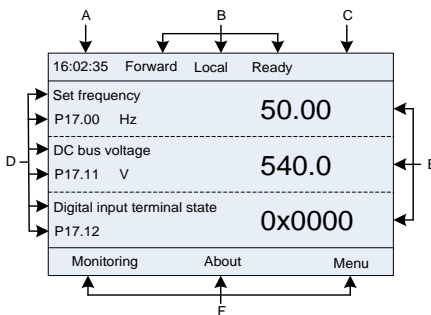 A B C
16:02:35 Forward Local Ready
Set frequency
P17.00 Hz
50.00
DC bus voltage
P17.11 V
540.0
D
E
Digital input terminal state
P17.12
0x0000
Monitoring About Menu
F